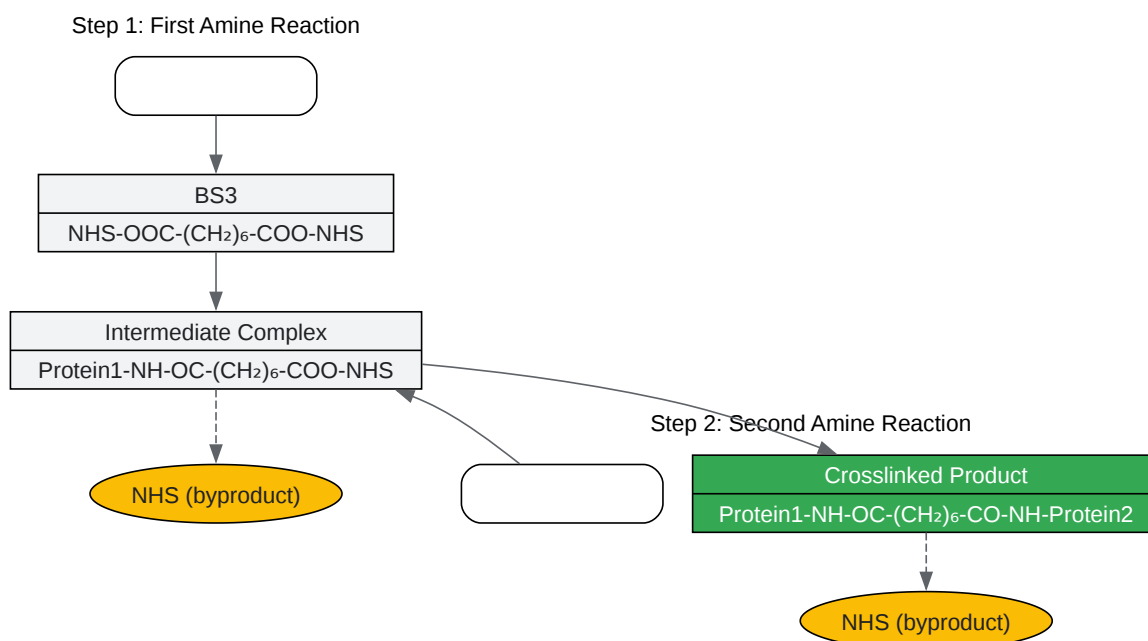 Step 1: First Amine Reaction
BS3
NHS-OOC-(CH₂)₆-COO-NHS
Intermediate Complex
Protein1-NH-OC-(CH₂)₆-COO-NHS
NHS (byproduct)
Step 2: Second Amine Reaction
Crosslinked Product
Protein1-NH-OC-(CH₂)₆-CO-NH-Protein2
NHS (byproduct)